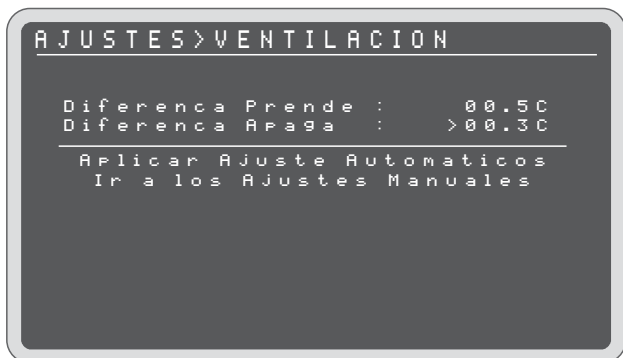 AJUSTES>VENTILACION
Diferenca Prende : 00.5C
Diferenca Apaga : >00.3C
Aplicar Ajuste Automaticos
Ir a los Ajustes Manuales